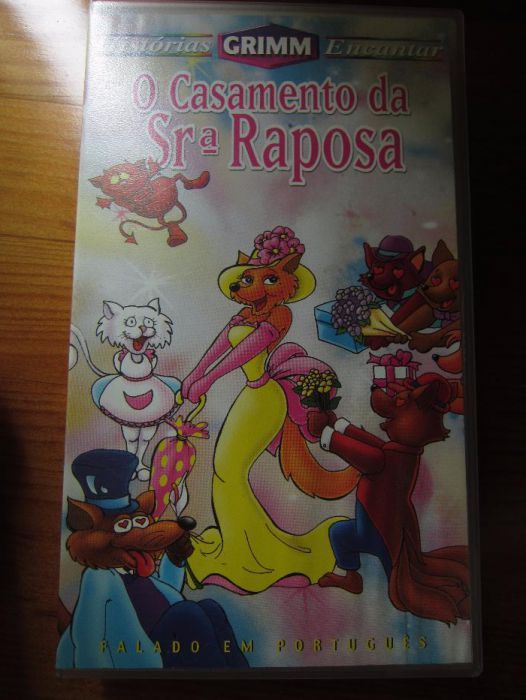 Histórias GRIMM Encantar
O Casamento da
Srª Raposa
FALADO EM PORTUGUÊS